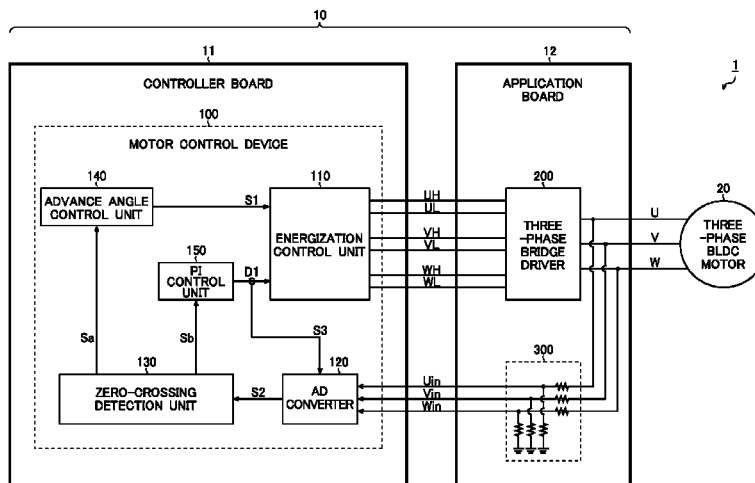 10
11
12
1
CONTROLLER BOARD
APPLICATION
BOARD
100
MOTOR CONTROL DEVICE
140
ADVANCE ANGLE
CONTROL UNIT
S1
110
ENERGIZATION
CONTROL UNIT
UH
UL
VH
VL
WH
WL
200
THREE
-PHASE
BRIDGE
DRIVER
U
V
W
20
THREE
-PHASE
BLDC
MOTOR
150
PI
CONTROL
UNIT
D1
Sa
Sb
S3
130
ZERO-CROSSING
DETECTION UNIT
S2
120
AD
CONVERTER
Uin
Vin
Win
300